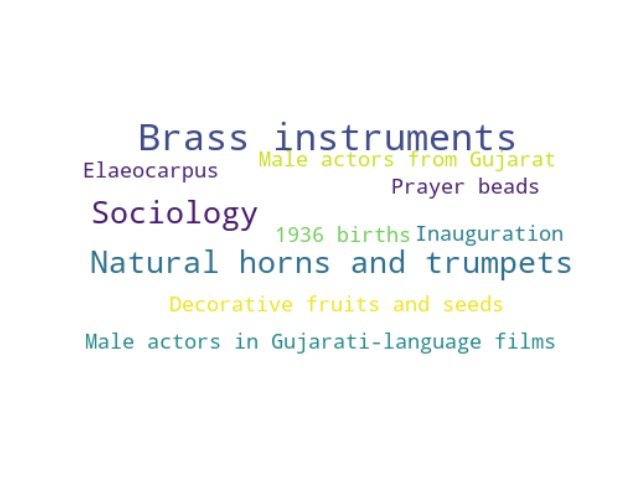 Brass instruments
Male actors from Gujarat
Elaeocarpus
Prayer beads
Sociology
1936 births
Inauguration
Natural horns and trumpets
Decorative fruits and seeds
Male actors in Gujarati-language films